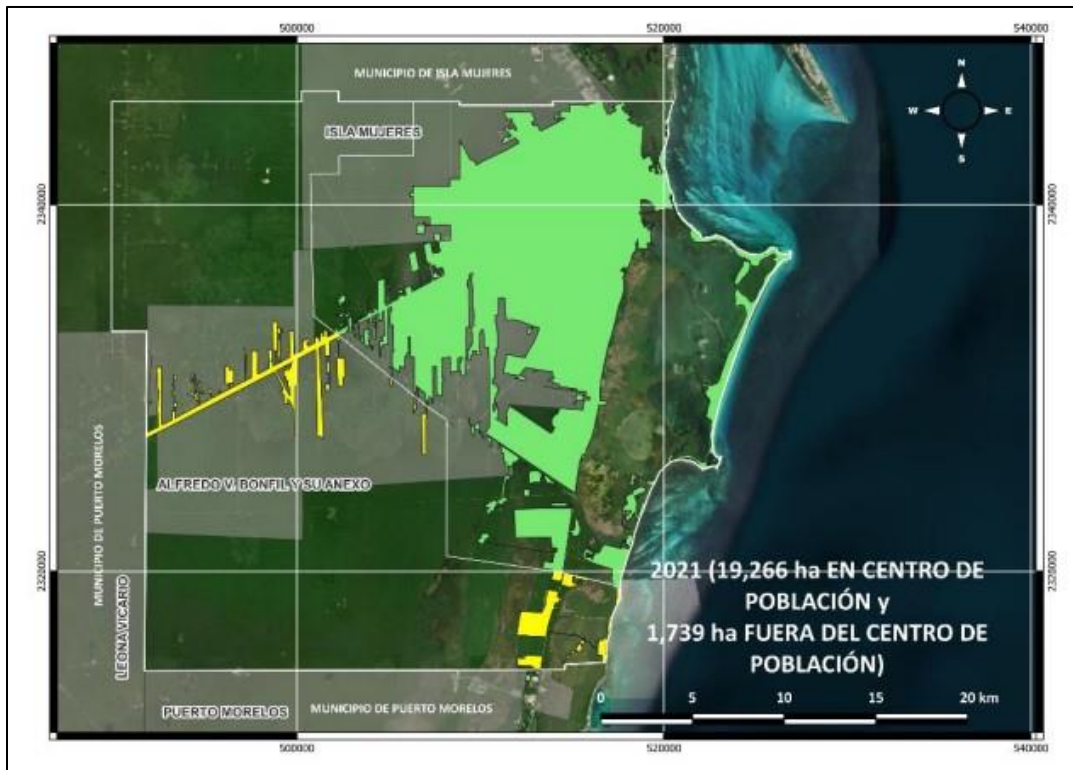 500000
520000
540000
MUNICIPIO DE ISLA MUJERES
ISLA MUJERES
N
W
E
S
2340000
2340000
ALFREDO V. BONFIL Y SU ANEXO
MUNICIPIO DE PUERTO MORELOS
LEONA VICARIO
2320000
2320000
2021 (19,266 ha EN CENTRO DE
POBLACIÓN y
1,739 ha FUERA DEL CENTRO DE
POBLACIÓN)
PUERTO MORELOS
MUNICIPIO DE PUERTO MORELOS
0
5
10
15
20 km
500000
520000
540000